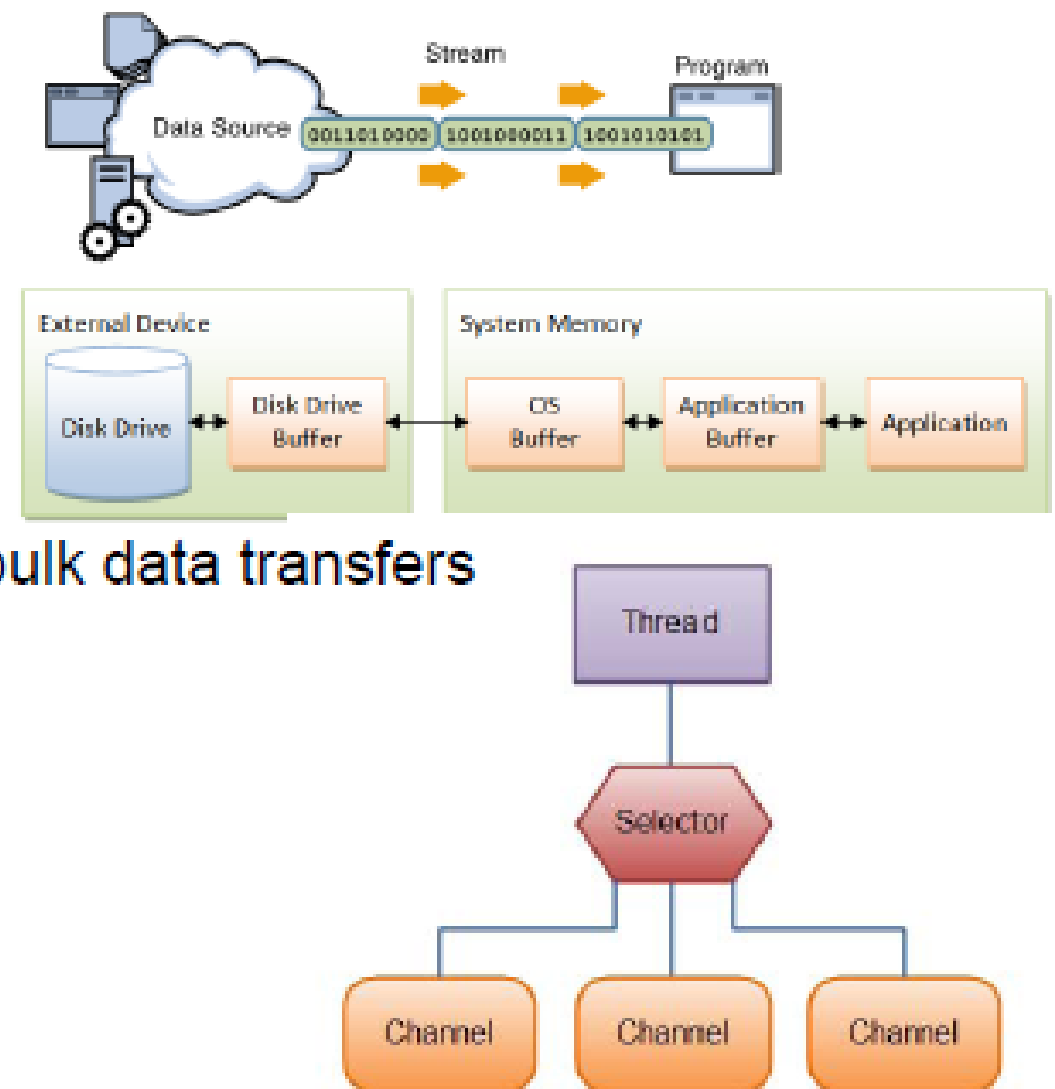 Stream
Program
Data Source
0011010000 1001000011 1001010101
External Device
System Memory
Disk Drive
Disk Drive
Buffer
OS
Buffer
Application
Buffer
Application
bulk data transfers
Thread
Selector
Channel
Channel
Channel